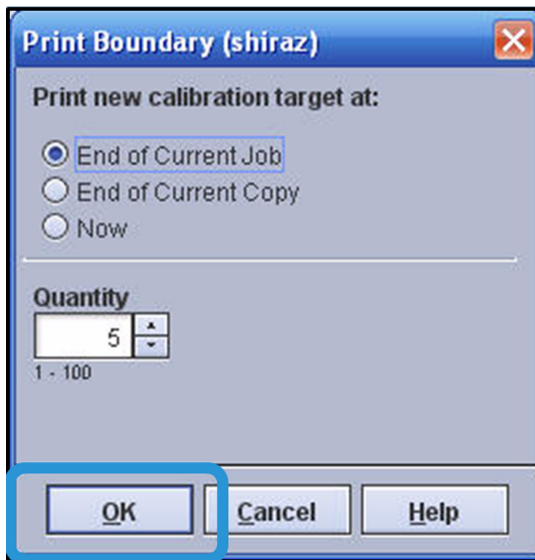 Print Boundary (shiraz)
Print new calibration target at:
End of Current Job
End of Current Copy
Now
Quantity
5
1 - 100
OK Cancel Help